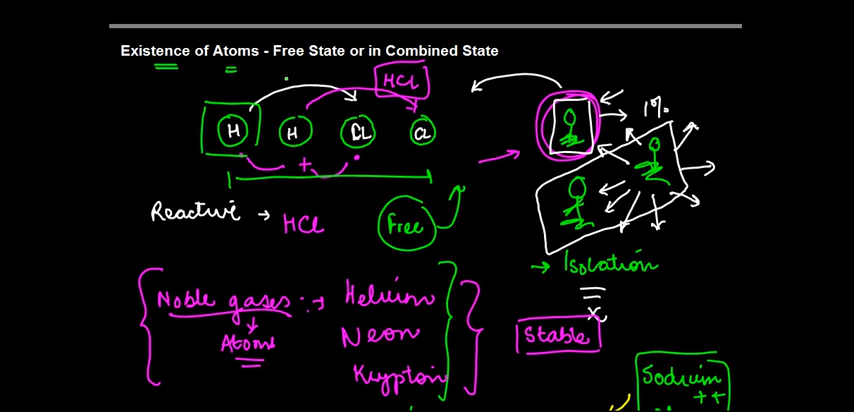 Existence of Atoms - Free State or in Combined State
HCl
H H CL CL
1%
+
Reactive → HCl
Free
→ Isolation
x
Noble gases :→ Helium
Atoms
Neon
Krypton
Stable
Sodium
++